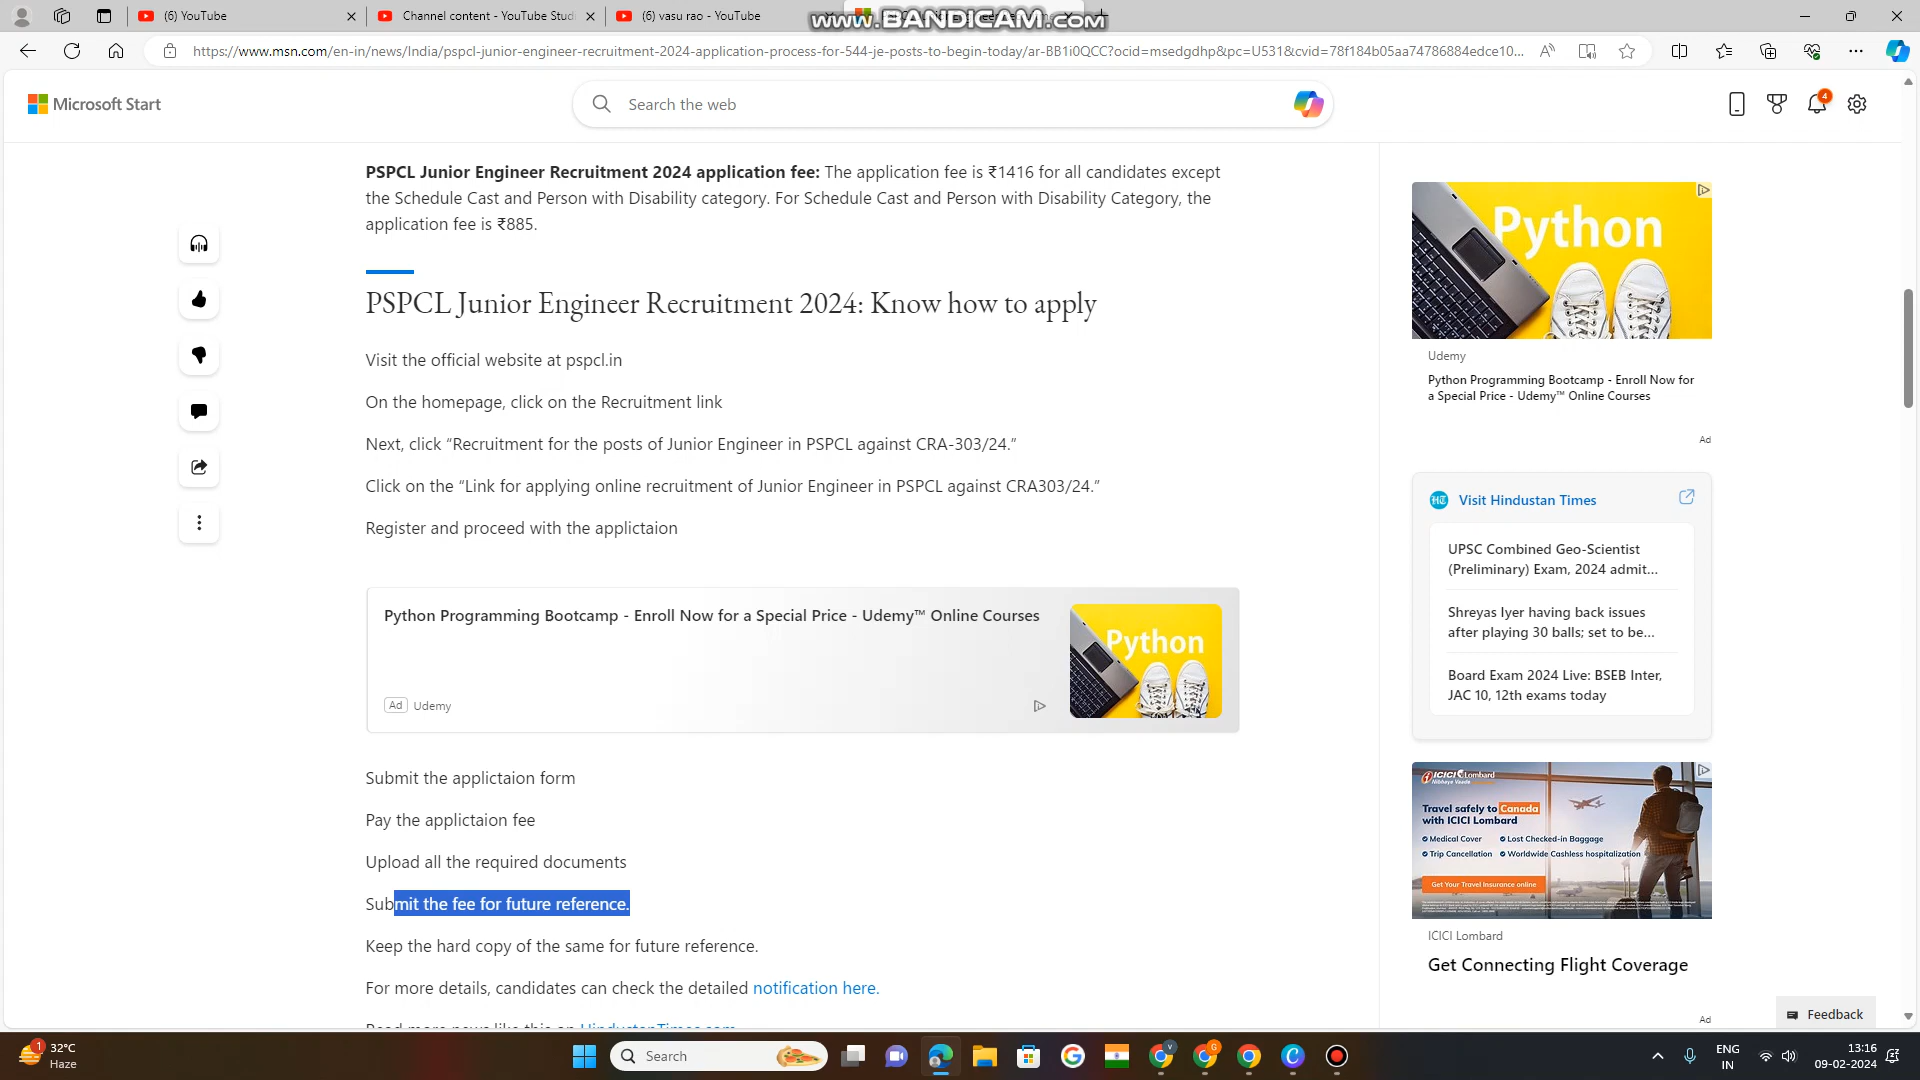 (6) YouTube
Channel content - YouTube Stud
(6) vasu rao - YouTube
www.BANDICAM.com
https://www.msn.com/en-in/news/India/pspcl-junior-engineer-recruitment-2024-application-process-for-544-je-posts-to-begin-today/ar-BB1i0QCC?ocid=msedgdhp&pc=U531&cvid=78f184b05aa74786884edce10...
Microsoft Start
Search the web
4
PSPCL Junior Engineer Recruitment 2024 application fee: The application fee is ₹1416 for all candidates except
the Schedule Cast and Person with Disability category. For Schedule Cast and Person with Disability Category, the
application fee is ₹885.
PSPCL Junior Engineer Recruitment 2024: Know how to apply
Visit the official website at pspcl.in
On the homepage, click on the Recruitment link
Next, click “Recruitment for the posts of Junior Engineer in PSPCL against CRA-303/24.”
Click on the “Link for applying online recruitment of Junior Engineer in PSPCL against CRA303/24.”
Register and proceed with the applictaion
Python Programming Bootcamp - Enroll Now for a Special Price - Udemy™ Online Courses
Python
Ad Udemy
Submit the applictaion form
Pay the applictaion fee
Upload all the required documents
Submit the fee for future reference.
Keep the hard copy of the same for future reference.
For more details, candidates can check the detailed notification here.
Read more news like this on HindustanTimes.com
Python
Udemy
Python Programming Bootcamp - Enroll Now for
a Special Price - Udemy™ Online Courses
Ad
HT Visit Hindustan Times
UPSC Combined Geo-Scientist
(Preliminary) Exam, 2024 admit...
Shreyas Iyer having back issues
after playing 30 balls; set to be...
Board Exam 2024 Live: BSEB Inter,
JAC 10, 12th exams today
ICICI Lombard
Nibhaye Vaade
Travel safely to Canada
with ICICI Lombard
Medical Cover Lost Checked-in Baggage
Trip Cancellation Worldwide Cashless hospitalization
Get Your Travel Insurance online
ICICI Lombard
Get Connecting Flight Coverage
Ad
Feedback
1
32°C
Haze
Search
V
G
ENG
IN
13:16
09-02-2024